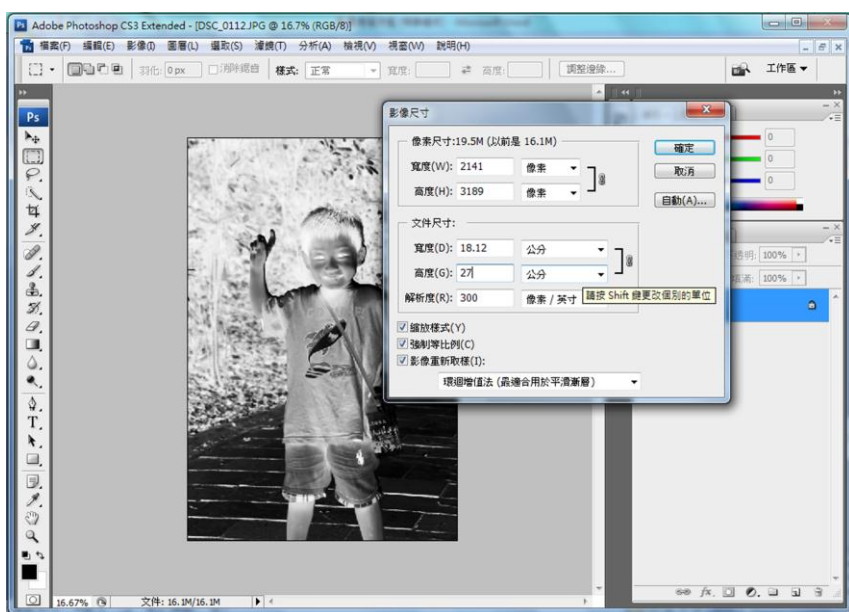 Adobe Photoshop CS3 Extended - [DSC_0112.JPG @ 16.7% (RGB/8)]
檔案(F) 編輯(E) 影像(I) 圖層(L) 選取(S) 濾鏡(T) 分析(A) 檢視(V) 視窗(W) 說明(H)
羽化: 0 px 消除鋸齒 樣式: 正常 寬度: 高度: 調整邊緣... 工作區
Ps
影像尺寸
像素尺寸:19.5M (以前是 16.1M)
寬度(W): 2141 像素
高度(H): 3189 像素
確定
取消
自動(A)...
文件尺寸:
寬度(D): 18.12 公分
高度(G): 27 公分
解析度(R): 300 像素 / 英寸
請按 Shift 鍵更改個別的單位
縮放樣式(Y)
強制等比例(C)
影像重新取樣(I):
環迴增值法 (最適合用於平滑漸層)
0
0
0
透明: 100%
填滿: 100%
16.67% 文件: 16.1M/16.1M